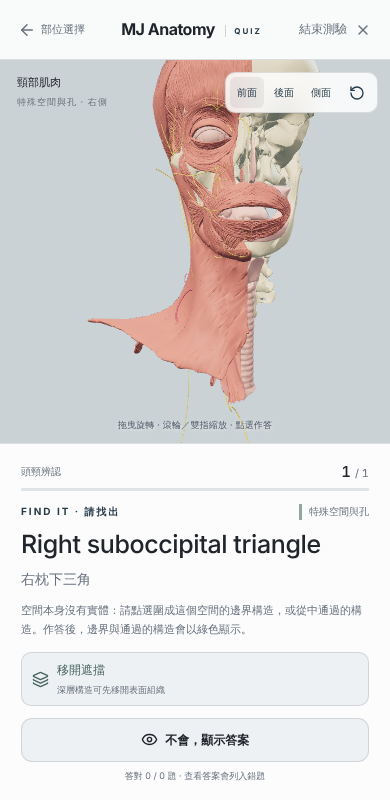 部位選擇
MJ Anatomy
QUIZ
結束測驗
頸部肌肉
特殊空間與孔 · 右側
前面
後面
側面
拖曳旋轉 · 滾輪／雙指縮放 · 點選作答
頭頸辨認
1 / 1
FIND IT · 請找出
特殊空間與孔
Right suboccipital triangle
右枕下三角
空間本身沒有實體：請點選圍成這個空間的邊界構造，或從中通過的構
造。作答後，邊界與通過的構造會以綠色顯示。
移開遮擋
深層構造可先移開表面組織
不會，顯示答案
答對 0 / 0 題 · 查看答案會列入錯題